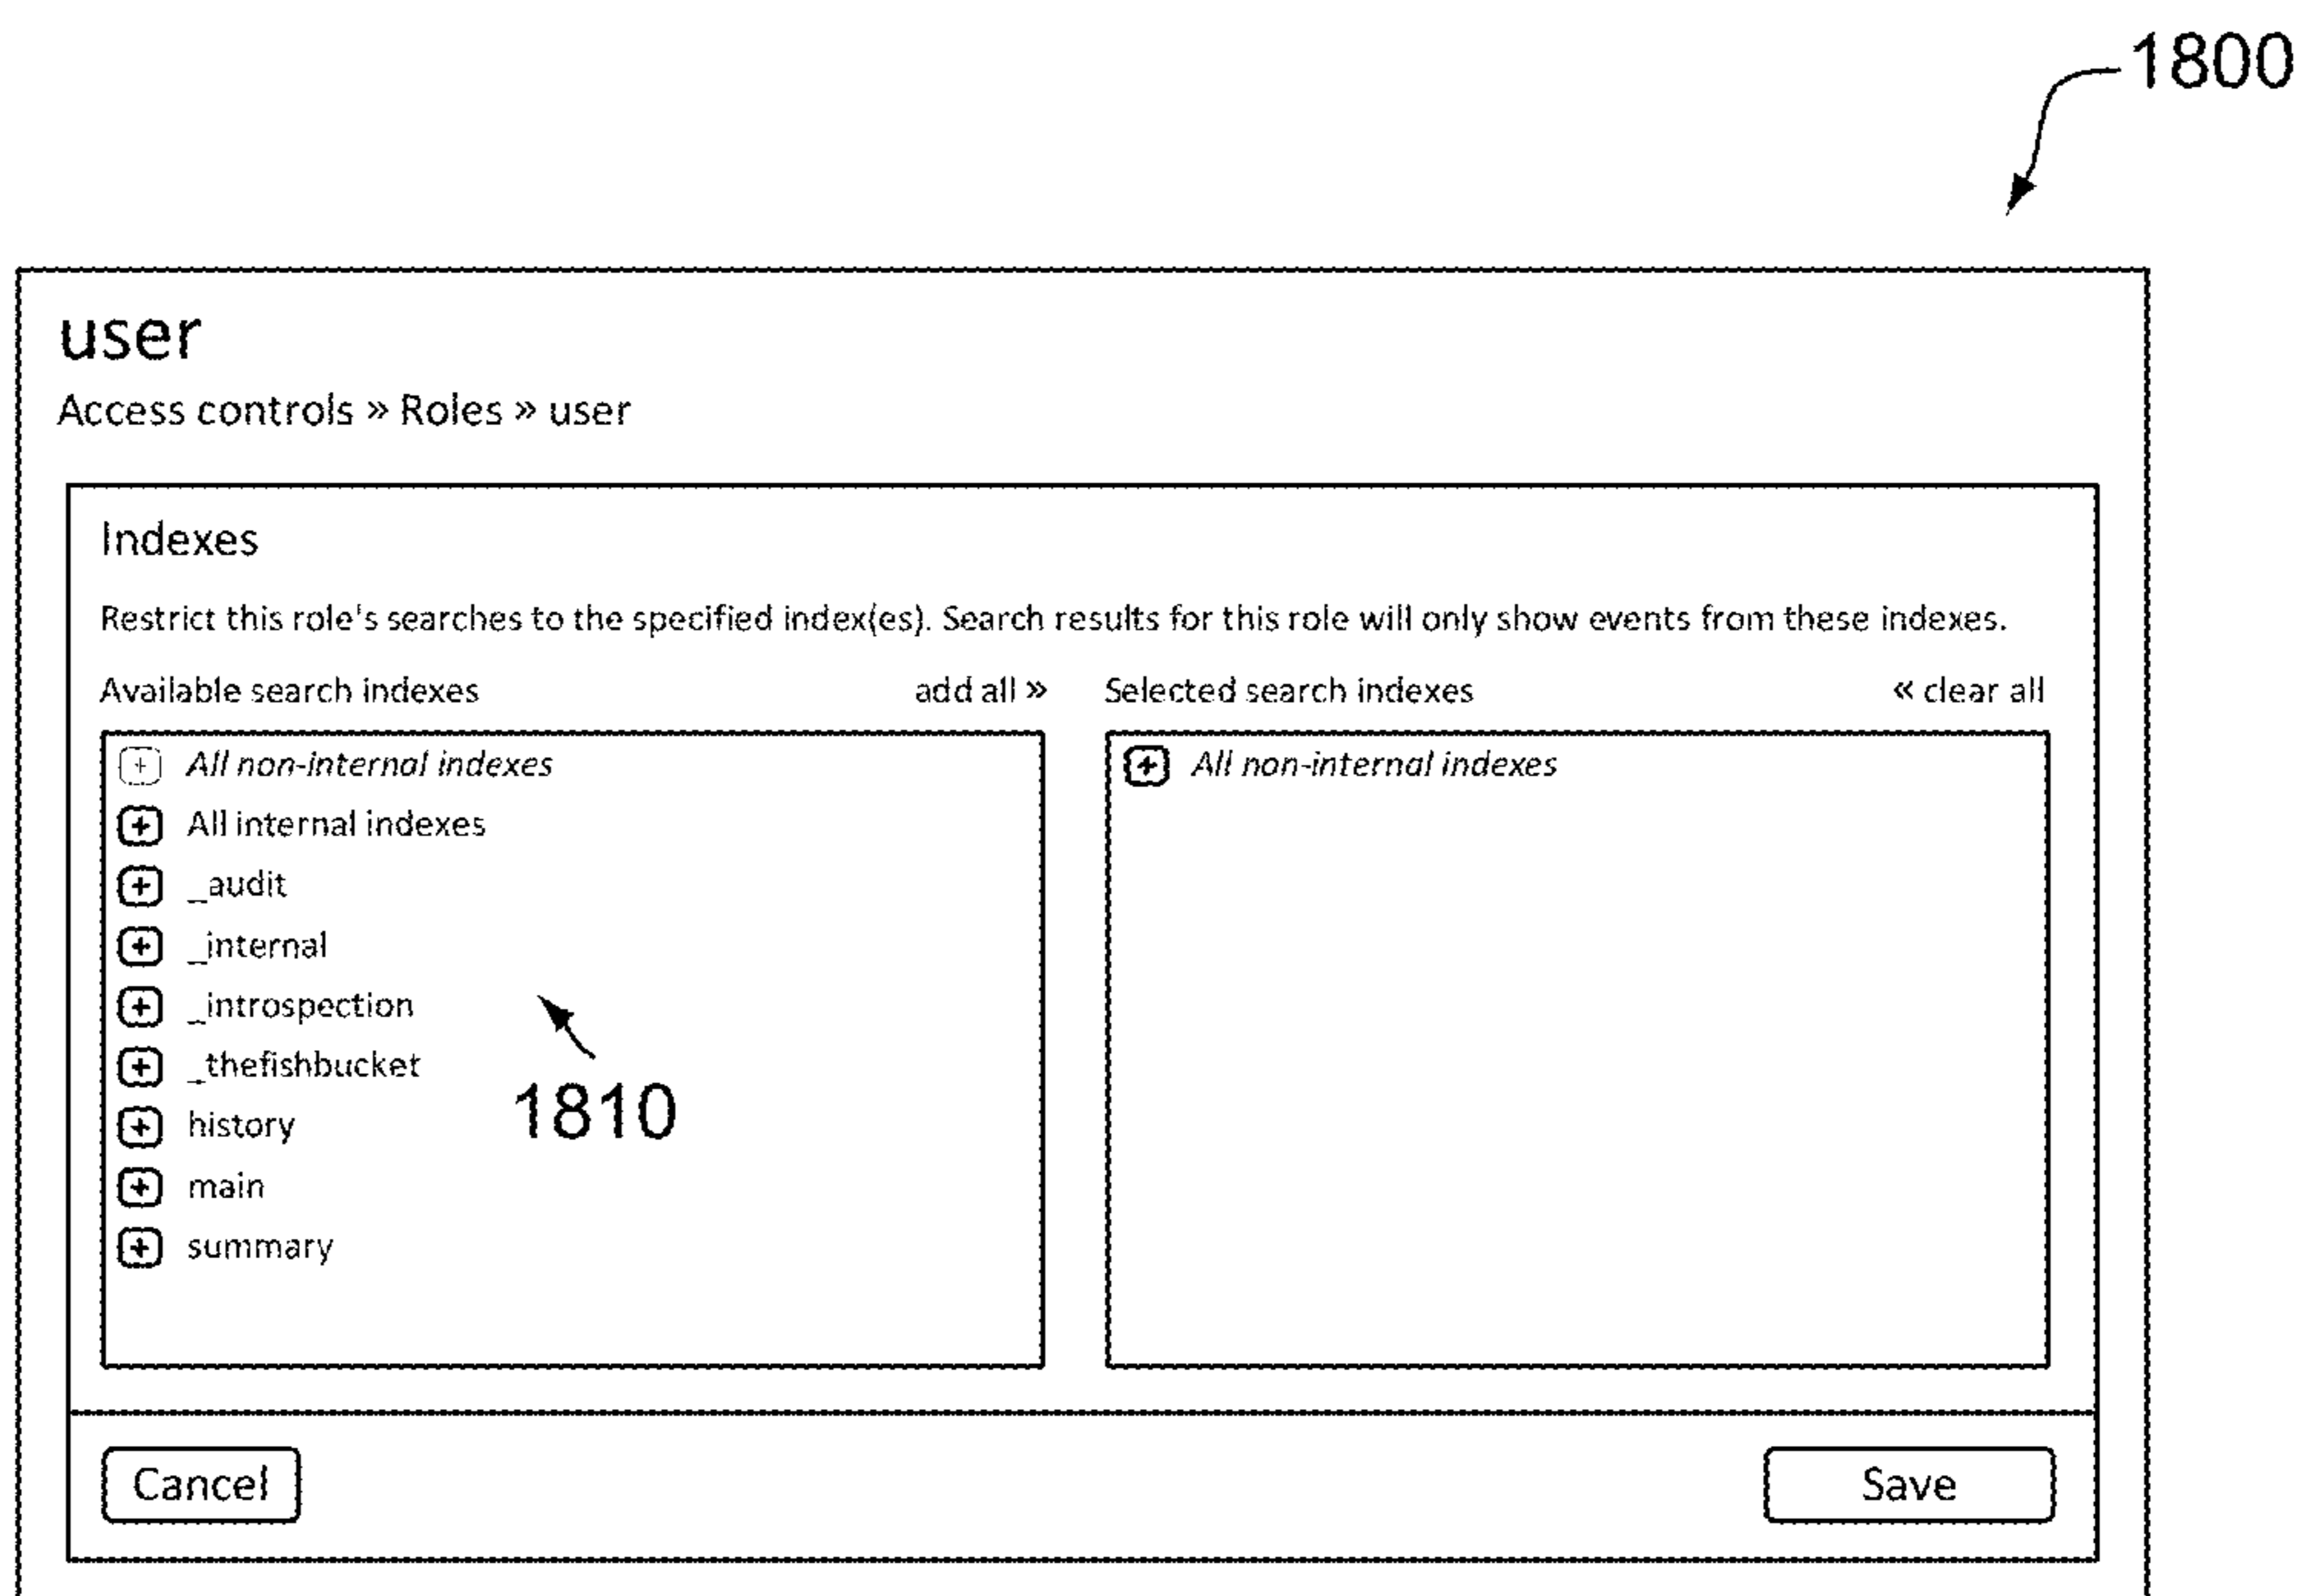 1800
user
Access controls » Roles » user
Indexes
Restrict this role's searches to the specified index(es). Search results for this role will only show events from these indexes.
Available search indexes add all » Selected search indexes « clear all
+ All non-internal indexes
+ All internal indexes
+ _audit
+ _internal
+ _introspection
+ _thefishbucket
+ history
+ main
+ summary
1810
+ All non-internal indexes
Cancel Save